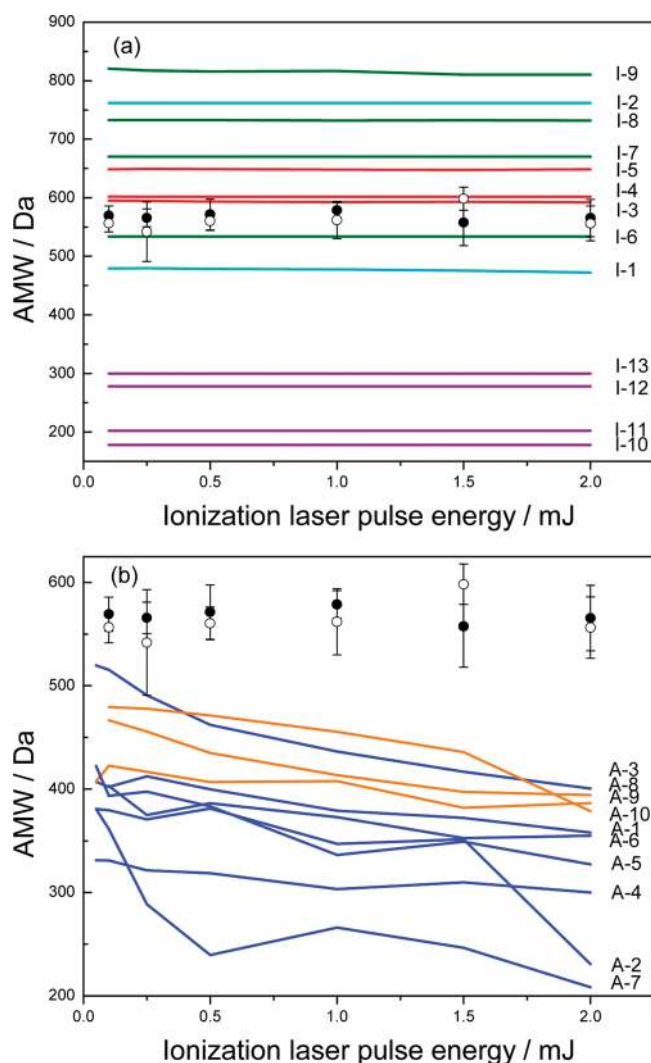 900
(a)
I-9
800
I-2
I-8
700
I-7
I-5
600
I-4
I-3
I-6
500
I-1
400
300
I-13
I-12
200
I-11
I-10
AMW / Da
0.0 0.5 1.0 1.5 2.0
Ionization laser pulse energy / mJ
(b)
600
500
400
A-3
A-8
A-9
A-10
A-1
A-6
A-5
300
A-4
A-2
A-7
200
AMW / Da
0.0 0.5 1.0 1.5 2.0
Ionization laser pulse energy / mJ